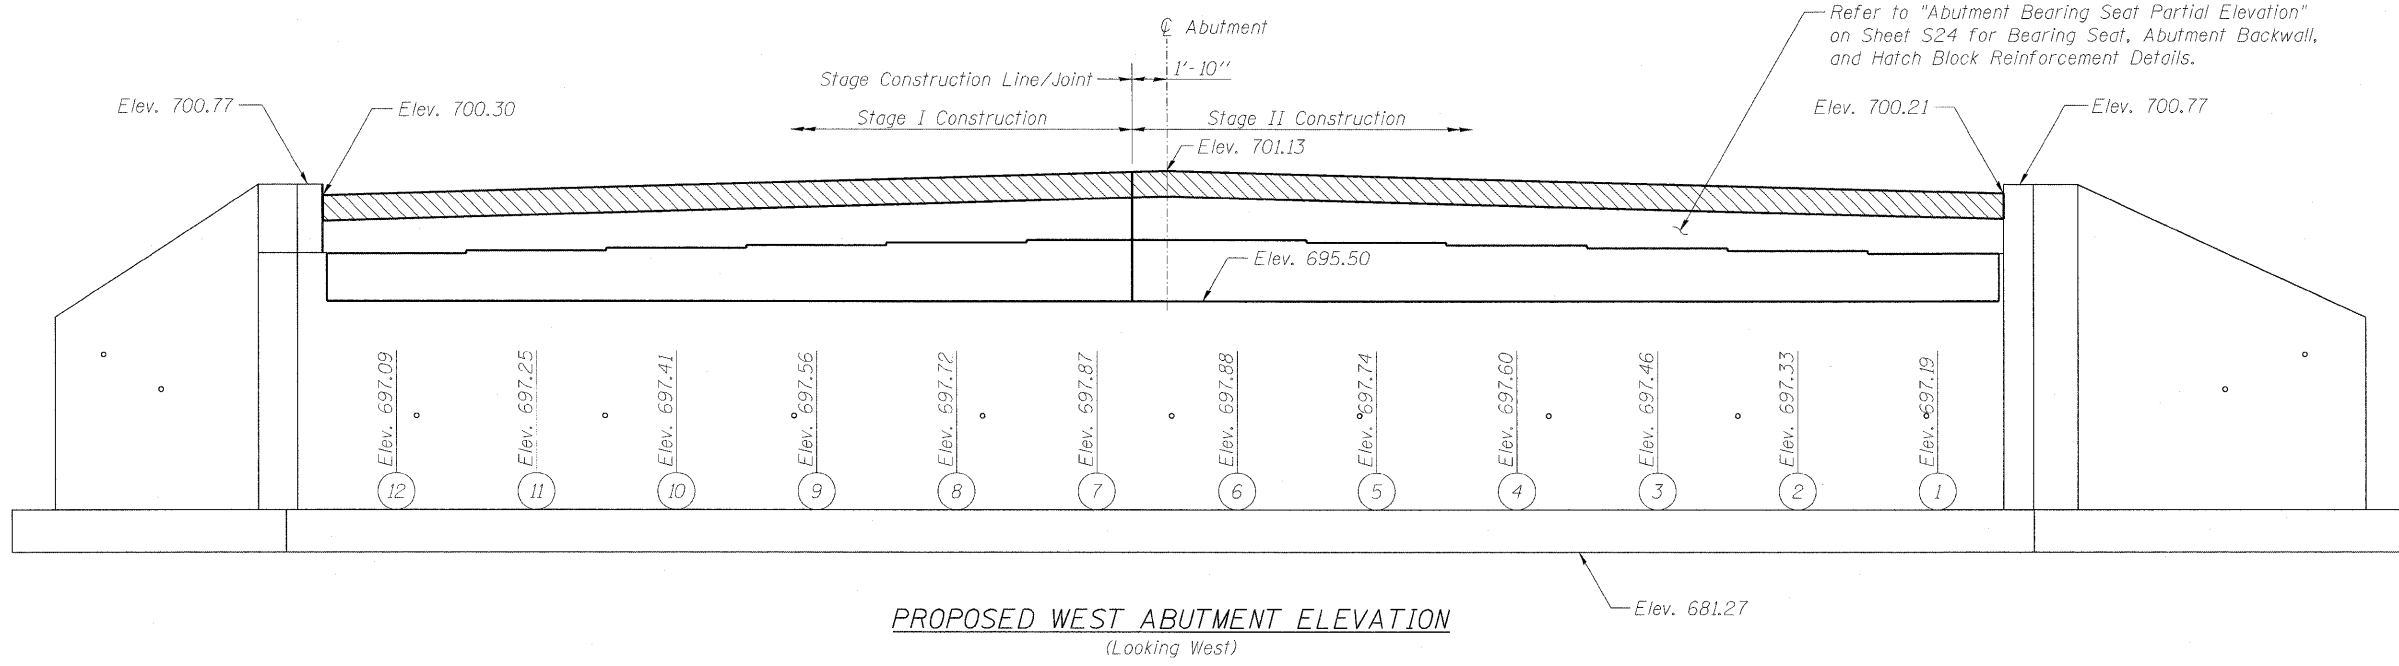 ℄ Abutment
Refer to "Abutment Bearing Seat Partial Elevation"
on Sheet S24 for Bearing Seat, Abutment Backwall,
and Hatch Block Reinforcement Details.
Stage Construction Line/Joint
1'-10"
Elev. 700.77
Elev. 700.30
Stage I Construction
Stage II Construction
Elev. 700.21
Elev. 700.77
Elev. 701.13
Elev. 695.50
Elev. 697.09
Elev. 697.25
Elev. 697.41
Elev. 697.56
Elev. 697.72
Elev. 697.87
Elev. 697.88
Elev. 697.74
Elev. 697.60
Elev. 697.46
Elev. 697.33
Elev. 697.19
12
11
10
9
8
7
6
5
4
3
2
1
Elev. 681.27
PROPOSED WEST ABUTMENT ELEVATION
(Looking West)